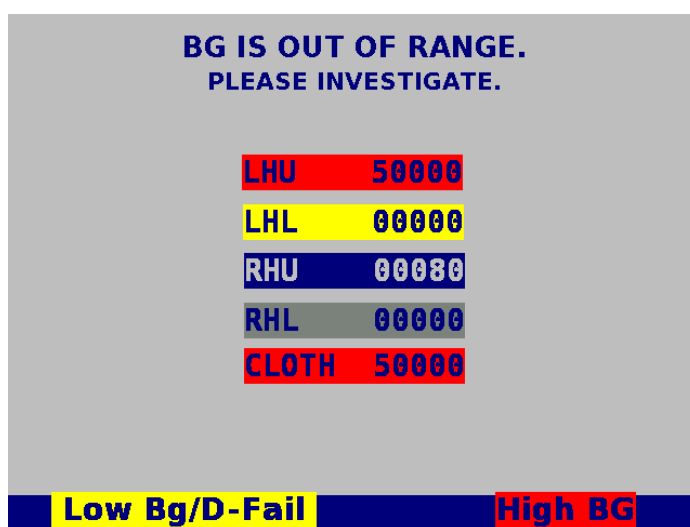 BG IS OUT OF RANGE.
PLEASE INVESTIGATE.
LHU 50000
LHL 00000
RHU 00080
RHL 00000
CLOTH 50000
Low Bg/D-Fail High BG